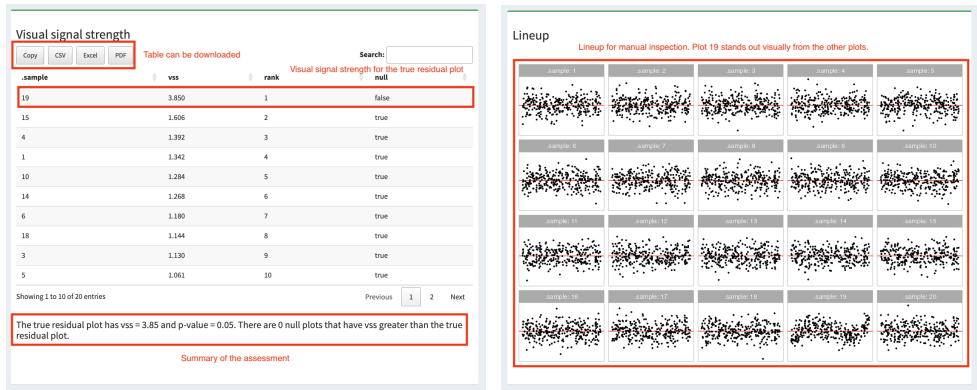 Visual signal strength
Copy CSV Excel PDF
Table can be downloaded
Search:
Visual signal strength for the true residual plot
.sample vss rank null
19 3.850 1 false
15 1.606 2 true
4 1.392 3 true
1 1.342 4 true
10 1.284 5 true
14 1.268 6 true
6 1.180 7 true
18 1.144 8 true
3 1.130 9 true
5 1.061 10 true
Showing 1 to 10 of 20 entries
Previous 1 2 Next
The true residual plot has vss = 3.85 and p-value = 0.05. There are 0 null plots that have vss greater than the true
residual plot.
Summary of the assessment
Lineup
Lineup for manual inspection. Plot 19 stands out visually from the other plots.
.sample: 1 .sample: 2 .sample: 3 .sample: 4 .sample: 5
.sample: 6 .sample: 7 .sample: 8 .sample: 9 .sample: 10
.sample: 11 .sample: 12 .sample: 13 .sample: 14 .sample: 15
.sample: 16 .sample: 17 .sample: 18 .sample: 19 .sample: 20